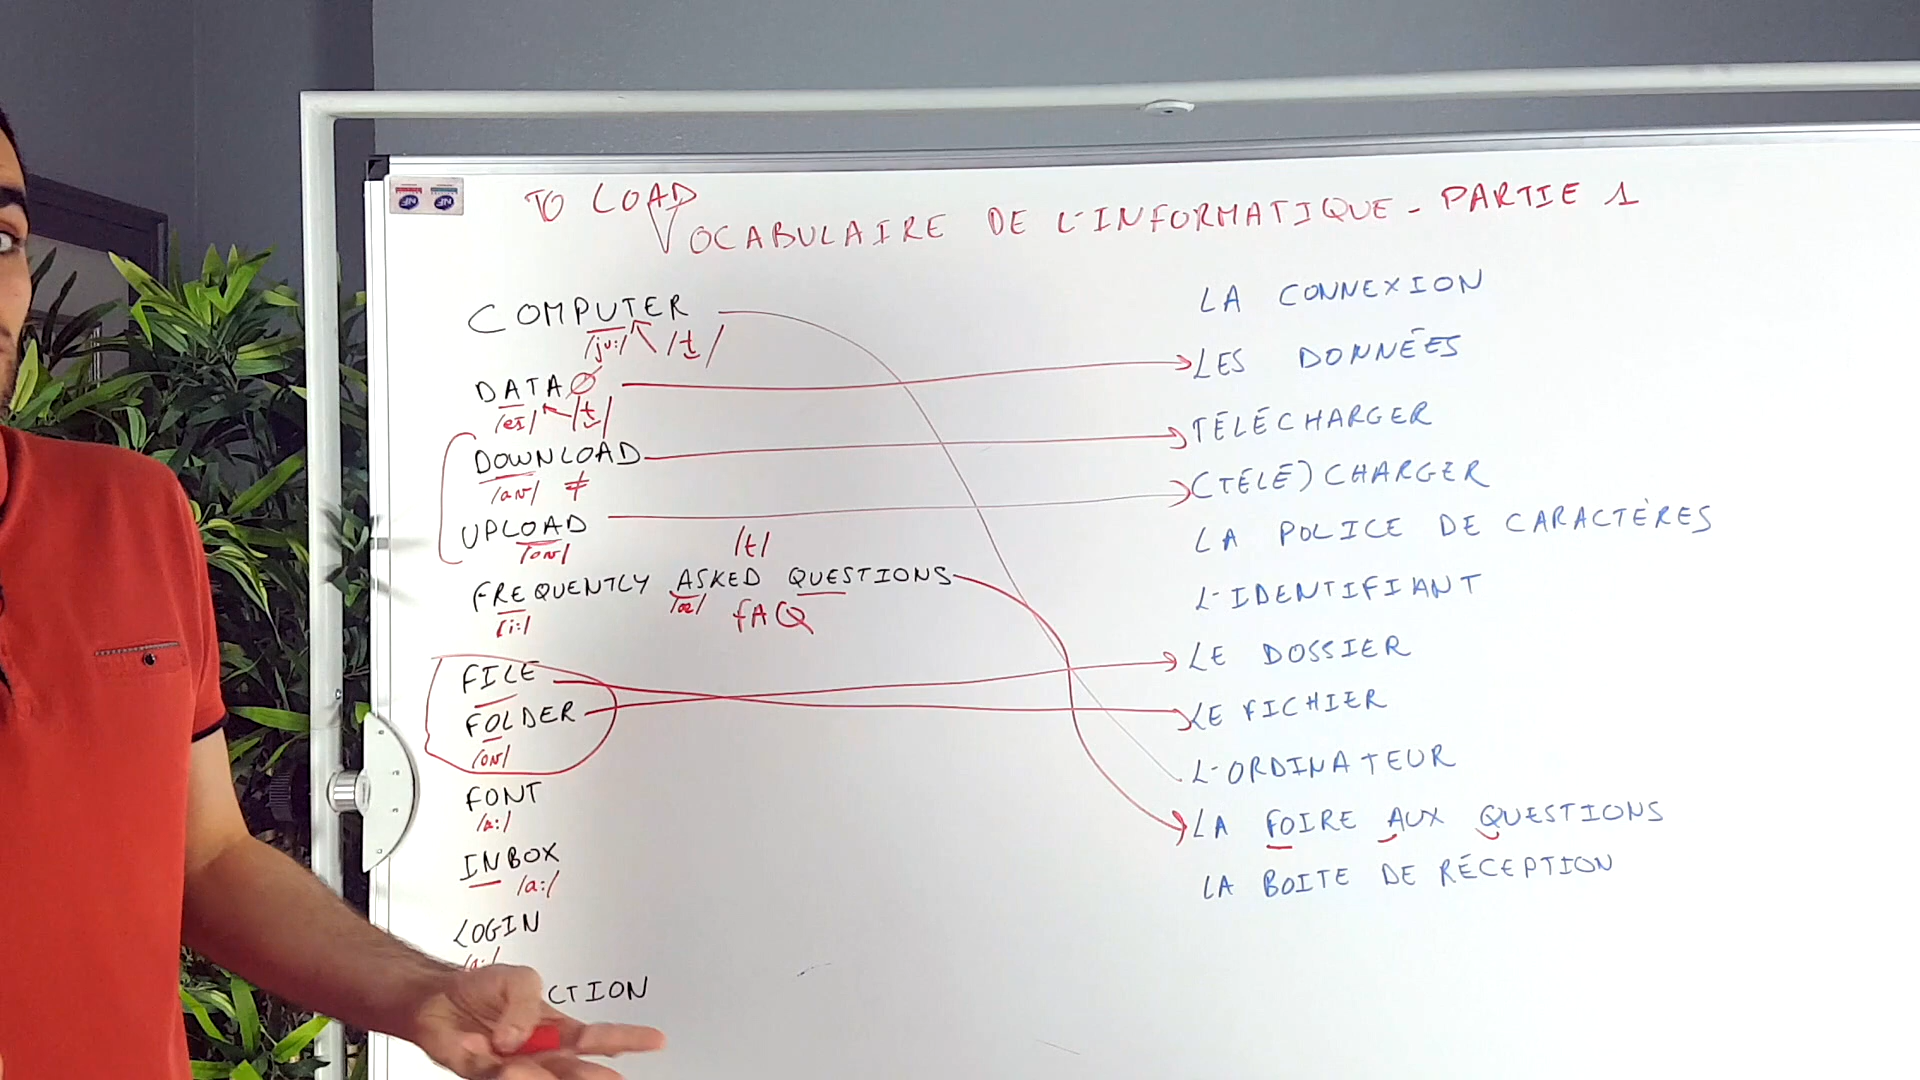 TO LOAD
VOCABULAIRE DE L'INFORMATIQUE - PARTIE 1
COMPUTER
/ju:/ /t/
DATA
/eɪ/ /t/
DOWNLOAD
/aʊ/ ≠
UPLOAD
/oʊ/
/t/
FREQUENTLY ASKED QUESTIONS
/i:/ /æ/ FAQ
FILE
FOLDER
/oʊ/
FONT
/ɑ:/
INBOX
/ɑ:/
LOGIN
/ɑ:/
CTION
LA CONNEXION
LES DONNÉES
TÉLÉCHARGER
(TÉLÉ)CHARGER
LA POLICE DE CARACTÈRES
L'IDENTIFIANT
LE DOSSIER
LE FICHIER
L'ORDINATEUR
LA FOIRE AUX QUESTIONS
LA BOITE DE RÉCEPTION